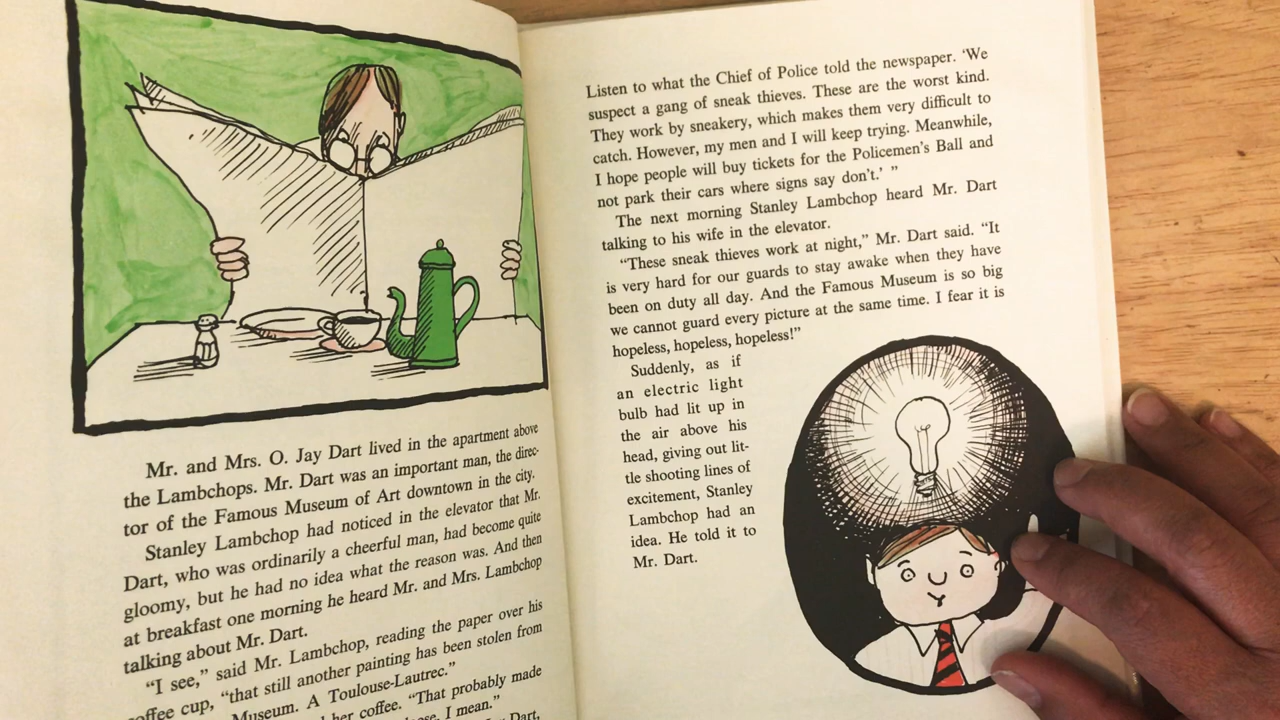 Mr. and Mrs. O. Jay Dart lived in the apartment above
the Lambchops. Mr. Dart was an important man, the direc-
tor of the Famous Museum of Art downtown in the city.
Stanley Lambchop had noticed in the elevator that Mr.
Dart, who was ordinarily a cheerful man, had become quite
gloomy, but he had no idea what the reason was. And then
at breakfast one morning he heard Mr. and Mrs. Lambchop
talking about Mr. Dart.
“I see,” said Mr. Lambchop, reading the paper over his
coffee cup, “that still another painting has been stolen from
Museum. A Toulouse-Lautrec.”
her coffee. “That probably made
I mean.”
Dart,
Listen to what the Chief of Police told the newspaper. ‘We
suspect a gang of sneak thieves. These are the worst kind.
They work by sneakery, which makes them very difficult to
catch. However, my men and I will keep trying. Meanwhile,
I hope people will buy tickets for the Policemen’s Ball and
not park their cars where signs say don’t.’ ”
The next morning Stanley Lambchop heard Mr. Dart
talking to his wife in the elevator.
“These sneak thieves work at night,” Mr. Dart said. “It
is very hard for our guards to stay awake when they have
been on duty all day. And the Famous Museum is so big
we cannot guard every picture at the same time. I fear it is
hopeless, hopeless, hopeless!”
Suddenly, as if
an electric light
bulb had lit up in
the air above his
head, giving out lit-
tle shooting lines of
excitement, Stanley
Lambchop had an
idea. He told it to
Mr. Dart.